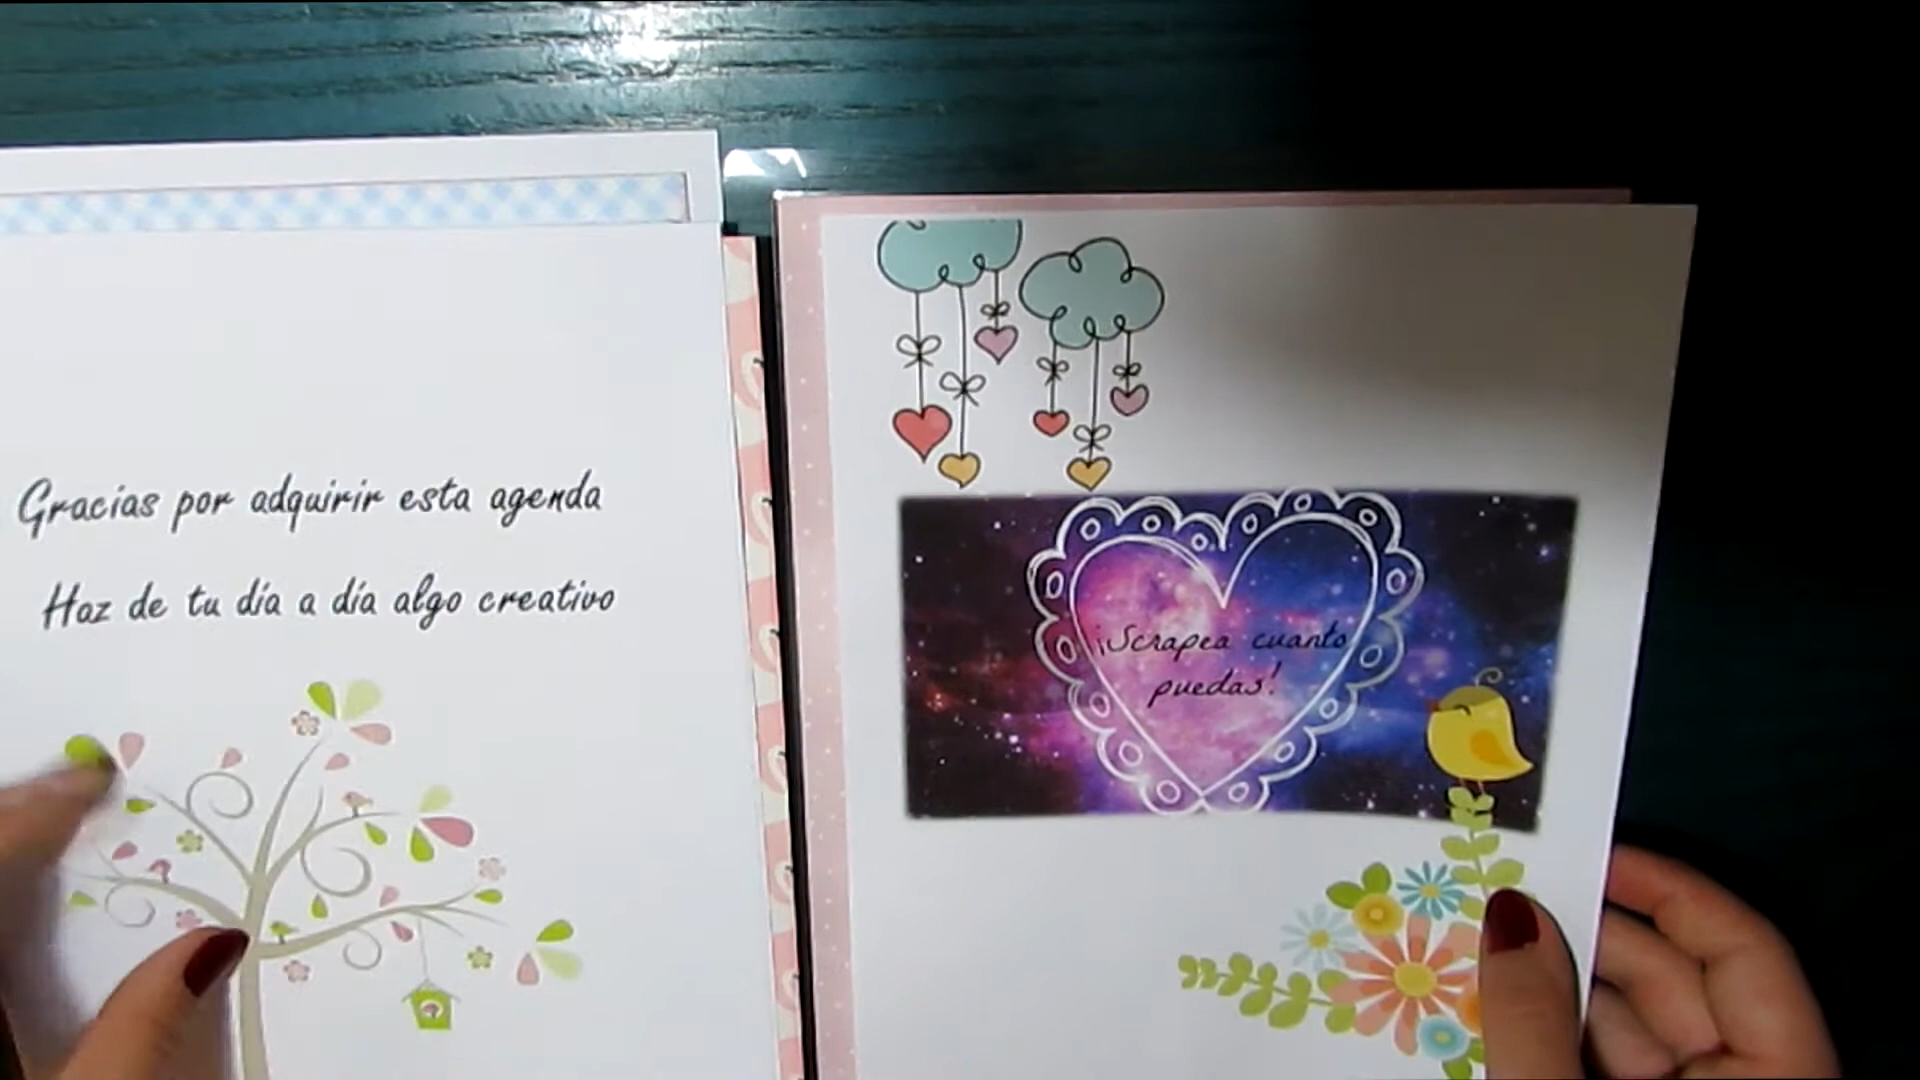 Gracias por adquirir esta agenda
Haz de tu día a día algo creativo
¡Scrapea cuanto
puedas!